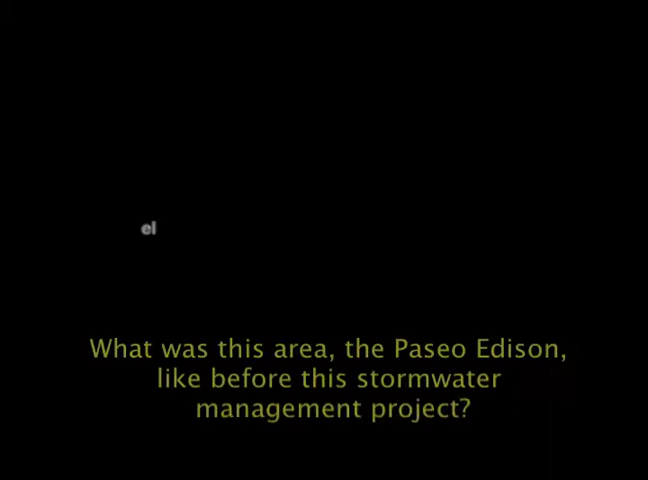 el
What was this area, the Paseo Edison,
like before this stormwater
management project?